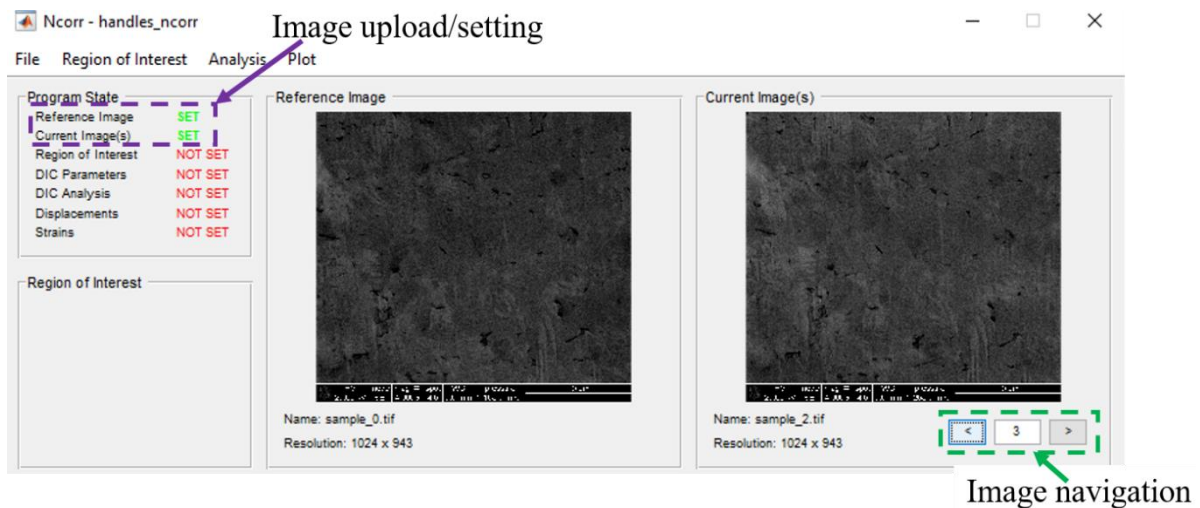 Ncorr - handles_ncorr
Image upload/setting
File Region of Interest Analysis Plot
Program State
Reference Image SET
Current Image(s) SET
Region of Interest NOT SET
DIC Parameters NOT SET
DIC Analysis NOT SET
Displacements NOT SET
Strains NOT SET
Region of Interest
Reference Image
Name: sample_0.tif
Resolution: 1024 x 943
Current Image(s)
Name: sample_2.tif
Resolution: 1024 x 943
< 3 >
Image navigation